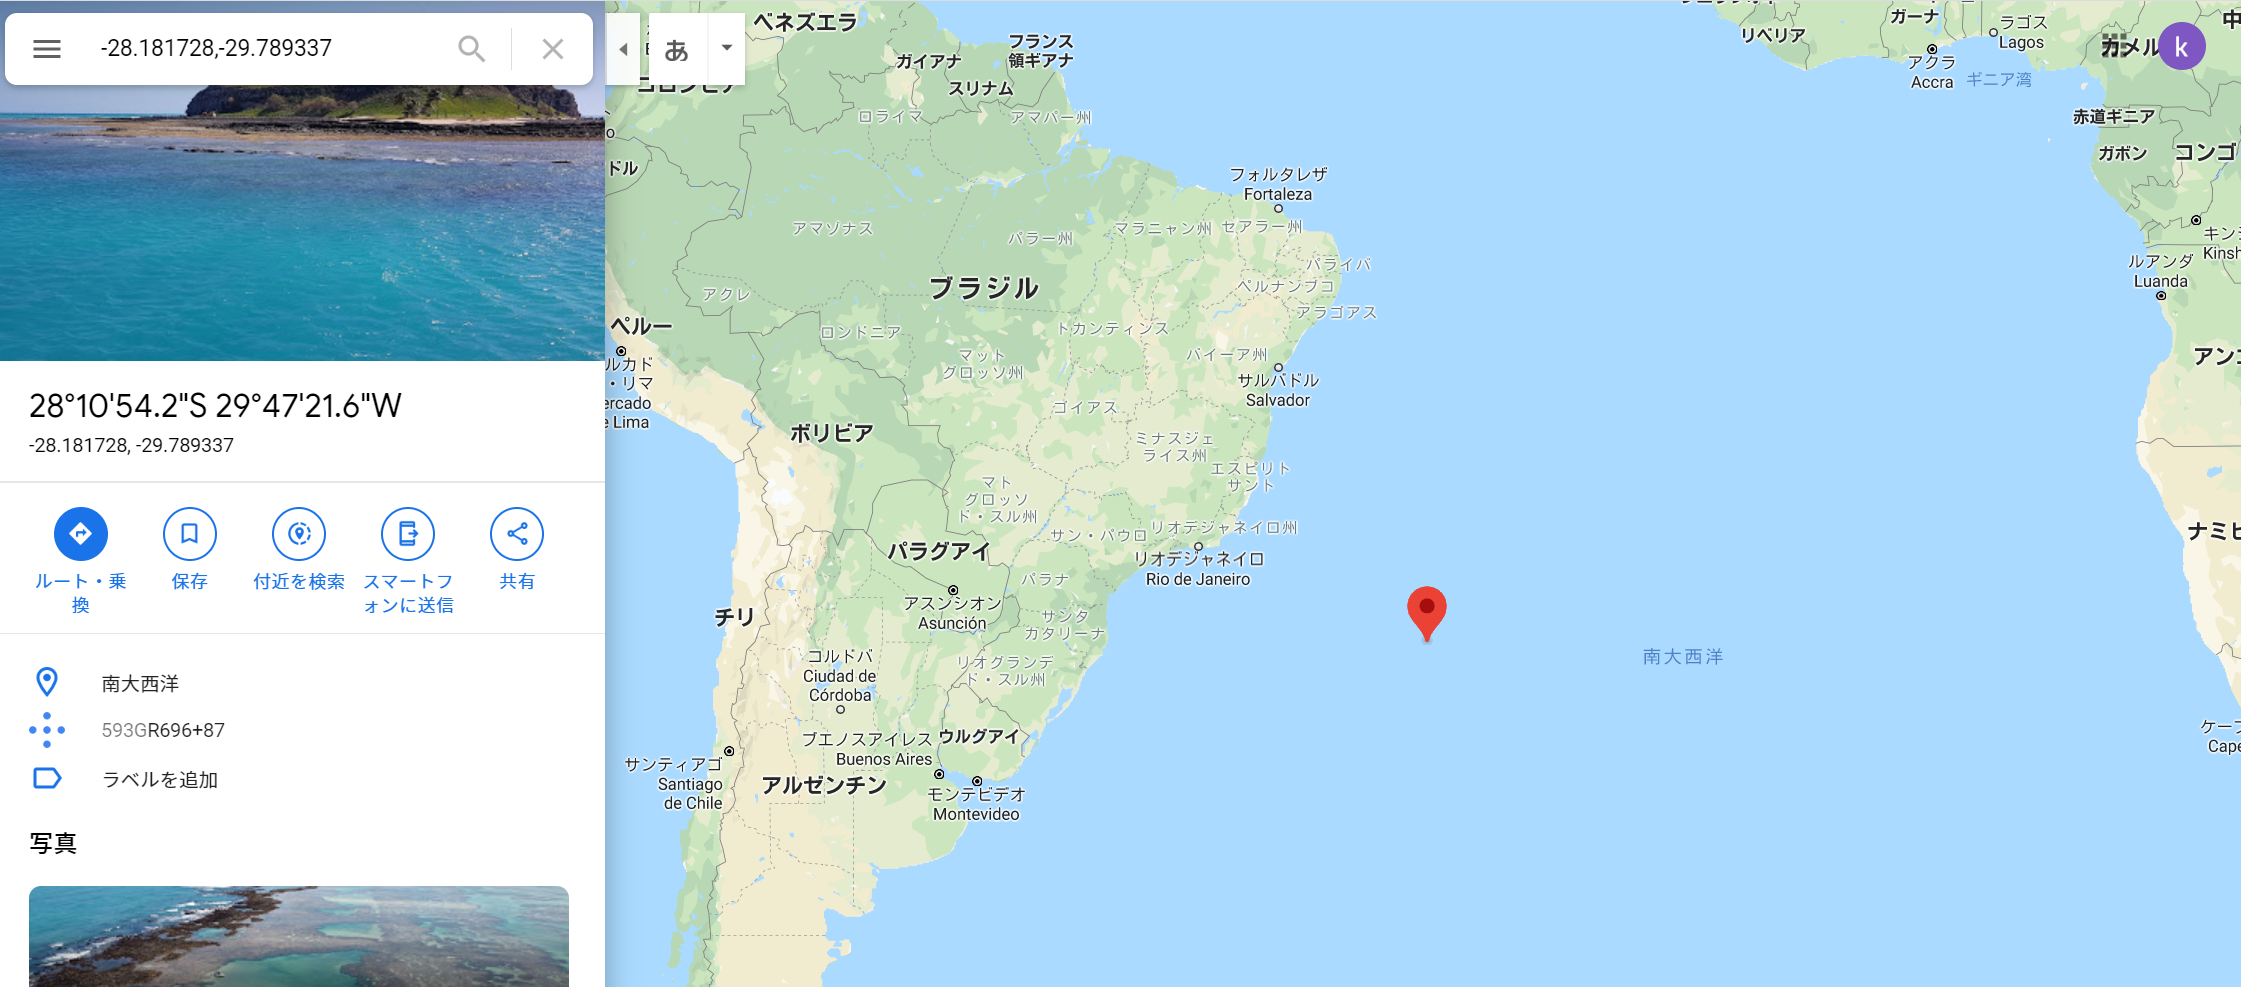 -28.181728,-29.789337
28°10'54.2"S 29°47'21.6"W
-28.181728, -29.789337
ルート・乗
換
保存
付近を検索
スマートフ
ォンに送信
共有
南大西洋
593GR696+87
ラベルを追加
写真
あ
k
ベネズエラ
ガイアナ
フランス
領ギアナ
スリナム
コロンビア
ロライマ
アマパー州
ドル
フォルタレザ
Fortaleza
アマゾナス
パラー州
マラニャン州
セアラー州
パライバ
ペルナンブコ
アラゴアス
ブラジル
アクレ
ペルー
ロンドニア
トカンティンス
マット
グロッソ州
バイーア州
ルカド
・リマ
ercado
e Lima
サルバドル
Salvador
ゴイアス
ボリビア
ミナスジェ
ライス州
エスピリト
サント
マト
グロッソ
ド・スル州
サン・パウロ
リオデジャネイロ州
リオデジャネイロ
Rio de Janeiro
パラグアイ
パラナ
アスンシオン
Asunción
サンタ
カタリーナ
チリ
コルドバ
Ciudad de
Córdoba
リオグランデ
ド・スル州
ブエノスアイレス
Buenos Aires
ウルグアイ
サンティアゴ
Santiago
de Chile
アルゼンチン
モンテビデオ
Montevideo
南大西洋
リベリア
ガーナ
ラゴス
Lagos
アクラ
Accra
ギニア湾
カメル
中
赤道ギニア
ガボン
コンゴ
キンシ
Kinsh
ルアンダ
Luanda
アンゴ
ナミビ
ケープ
Cape